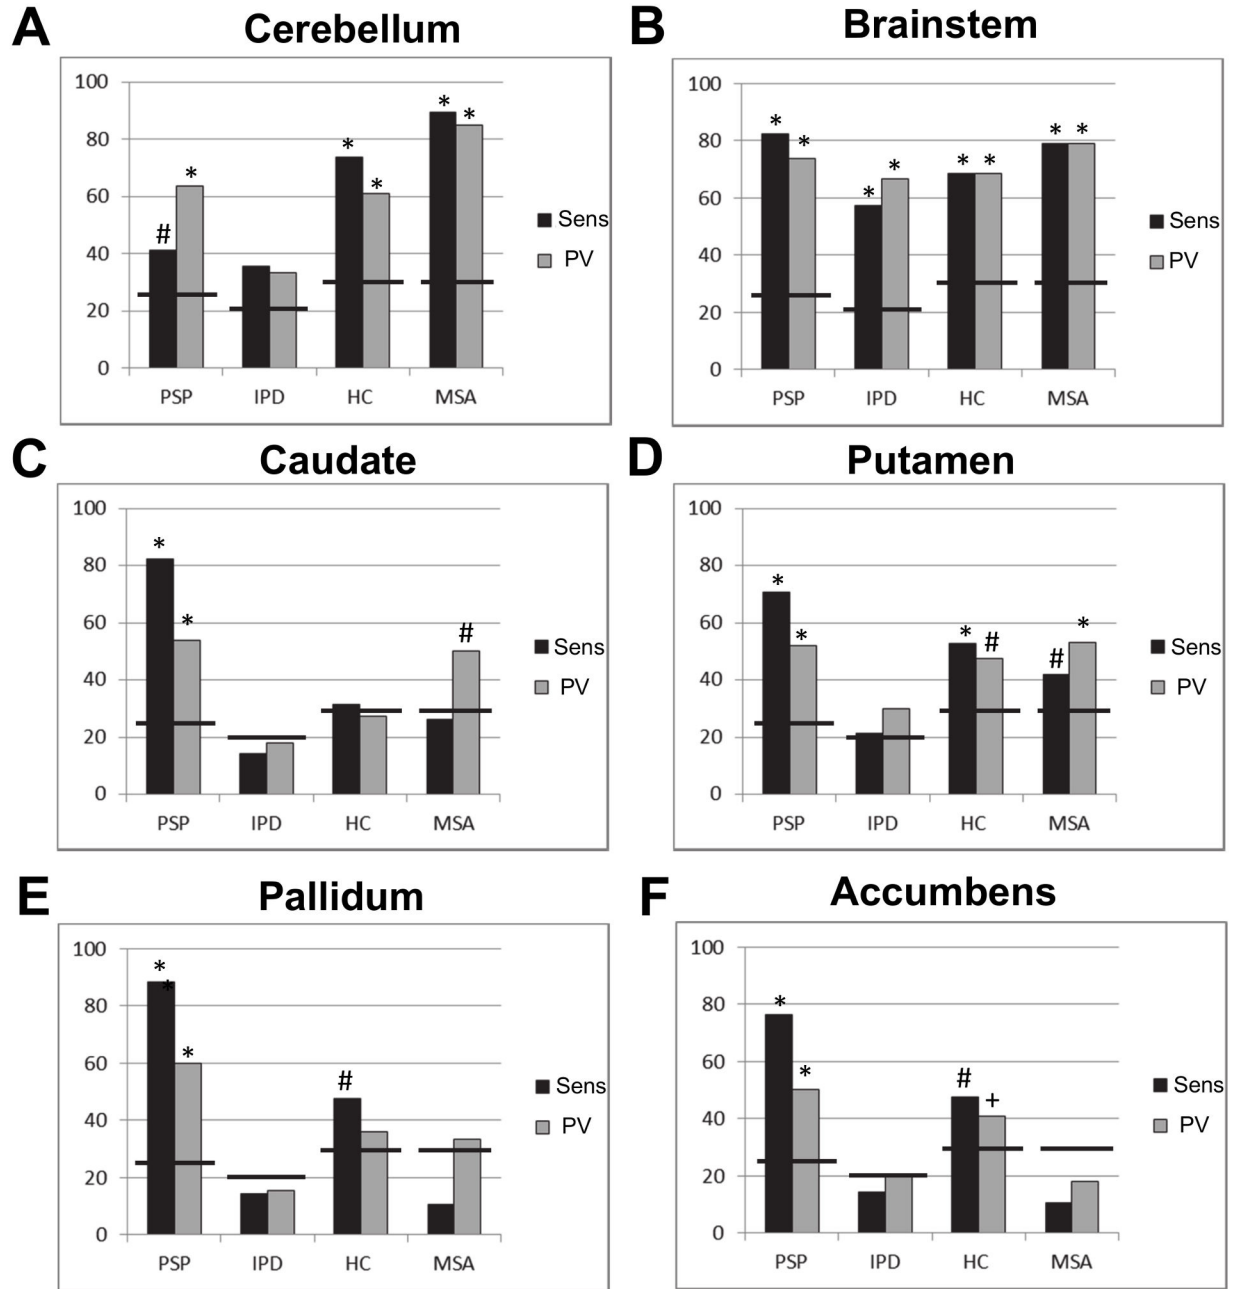 A Cerebellum
100
80
60
40
20
0
# * * * * *
PSP IPD HC MSA
Sens
PV
B Brainstem
100
80
60
40
20
0
* * * * * * * *
PSP IPD HC MSA
Sens
PV
C Caudate
100
80
60
40
20
0
* * #
PSP IPD HC MSA
Sens
PV
D Putamen
100
80
60
40
20
0
* * * # # *
PSP IPD HC MSA
Sens
PV
E Pallidum
100
80
60
40
20
0
* * * #
PSP IPD HC MSA
Sens
PV
F Accumbens
100
80
60
40
20
0
* * # +
PSP IPD HC MSA
Sens
PV